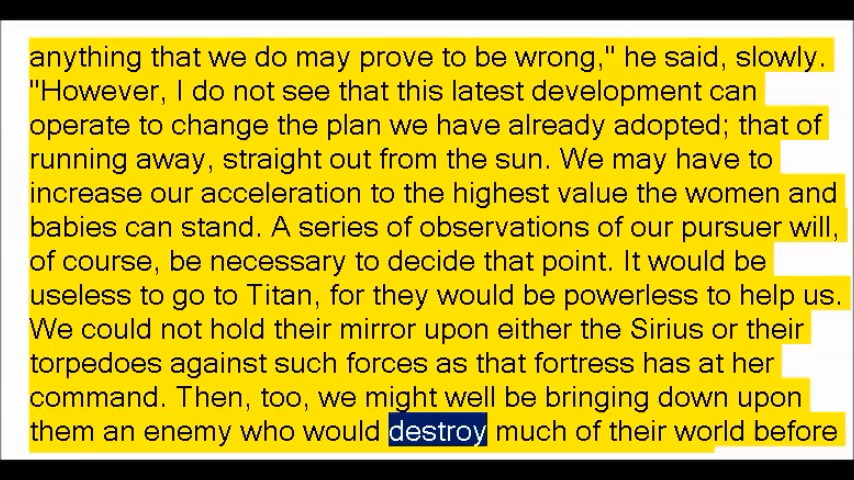 anything that we do may prove to be wrong," he said, slowly.
"However, I do not see that this latest development can
operate to change the plan we have already adopted; that of
running away, straight out from the sun. We may have to
increase our acceleration to the highest value the women and
babies can stand. A series of observations of our pursuer will,
of course, be necessary to decide that point. It would be
useless to go to Titan, for they would be powerless to help us.
We could not hold their mirror upon either the Sirius or their
torpedoes against such forces as that fortress has at her
command. Then, too, we might well be bringing down upon
them an enemy who would destroy much of their world before